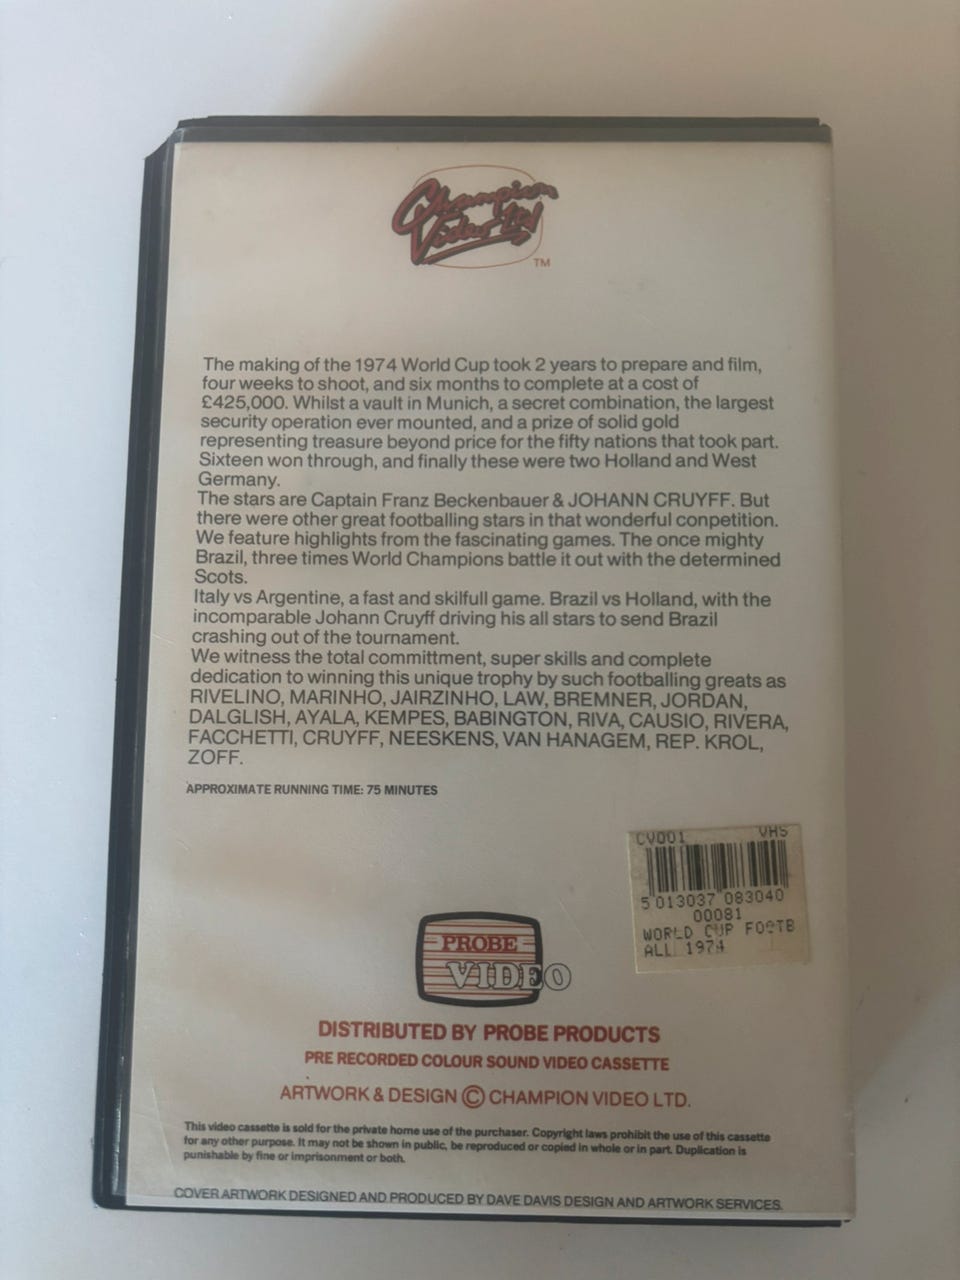 Champion
Video Ltd
TM
The making of the 1974 World Cup took 2 years to prepare and film,
four weeks to shoot, and six months to complete at a cost of
£425,000. Whilst a vault in Munich, a secret combination, the largest
security operation ever mounted, and a prize of solid gold
representing treasure beyond price for the fifty nations that took part.
Sixteen won through, and finally these were two Holland and West
Germany.
The stars are Captain Franz Beckenbauer & JOHANN CRUYFF. But
there were other great footballing stars in that wonderful conpetition.
We feature highlights from the fascinating games. The once mighty
Brazil, three times World Champions battle it out with the determined
Scots.
Italy vs Argentine, a fast and skilfull game. Brazil vs Holland, with the
incomparable Johann Cruyff driving his all stars to send Brazil
crashing out of the tournament.
We witness the total committment, super skills and complete
dedication to winning this unique trophy by such footballing greats as
RIVELINO, MARINHO, JAIRZINHO, LAW, BREMNER, JORDAN,
DALGLISH, AYALA, KEMPES, BABINGTON, RIVA, CAUSIO, RIVERA,
FACCHETTI, CRUYFF, NEESKENS, VAN HANAGEM, REP. KROL,
ZOFF.
APPROXIMATE RUNNING TIME: 75 MINUTES
CV001 VHS
5 013037 083040
00081
WORLD CUP FOOTB
ALL 1974
PROBE
VIDEO
DISTRIBUTED BY PROBE PRODUCTS
PRE RECORDED COLOUR SOUND VIDEO CASSETTE
ARTWORK & DESIGN © CHAMPION VIDEO LTD.
This video cassette is sold for the private home use of the purchaser. Copyright laws prohibit the use of this cassette
for any other purpose. It may not be shown in public, be reproduced or copied in whole or in part. Duplication is
punishable by fine or imprisonment or both.
COVER ARTWORK DESIGNED AND PRODUCED BY DAVE DAVIS DESIGN AND ARTWORK SERVICES.